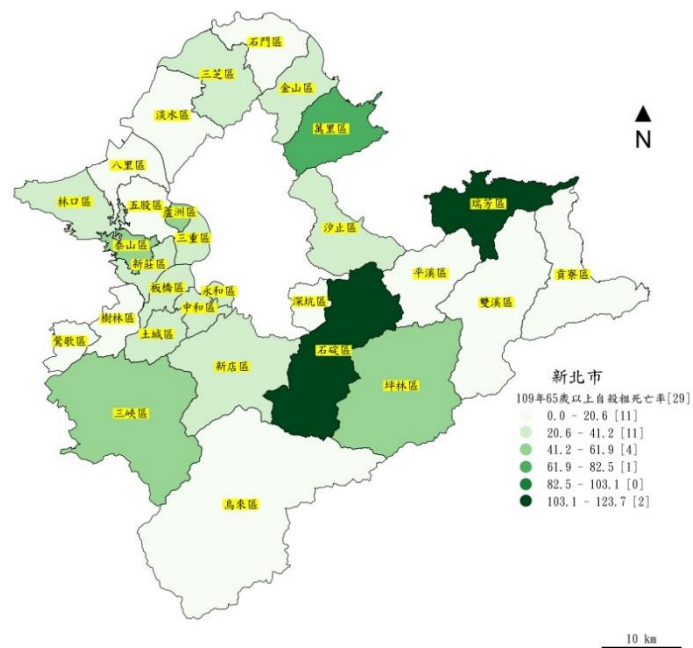 石門區
三芝區
金山區
淡水區
萬里區
N
八里區
林口區
五股區
蘆洲區
瑞芳區
汐止區
三重區
泰山區
新莊區
平溪區
貢寮區
板橋區
永和區
深坑區
雙溪區
樹林區
中和區
鶯歌區
土城區
石碇區
新店區
坪林區
三峽區
烏來區
新北市
109年65歲以上自殺粗死亡率[29]
0.0 - 20.6 [11]
20.6 - 41.2 [11]
41.2 - 61.9 [4]
61.9 - 82.5 [1]
82.5 - 103.1 [0]
103.1 - 123.7 [2]
10 km